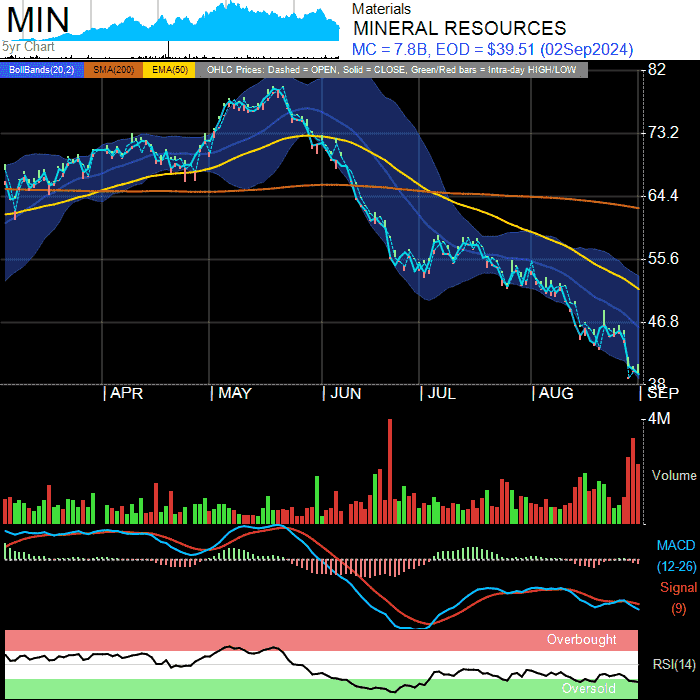 MIN
5yr Chart
Materials
MINERAL RESOURCES
MC = 7.8B, EOD = $39.51 (02Sep2024)
BollBands(20,2) SMA(200) EMA(50) OHLC Prices: Dashed = OPEN, Solid = CLOSE, Green/Red bars = Intra-day HIGH/LOW
82
73.2
64.4
55.6
46.8
38
APR MAY JUN JUL AUG SEP
4M
Volume
MACD
(12-26)
Signal
(9)
Overbought
RSI(14)
Oversold